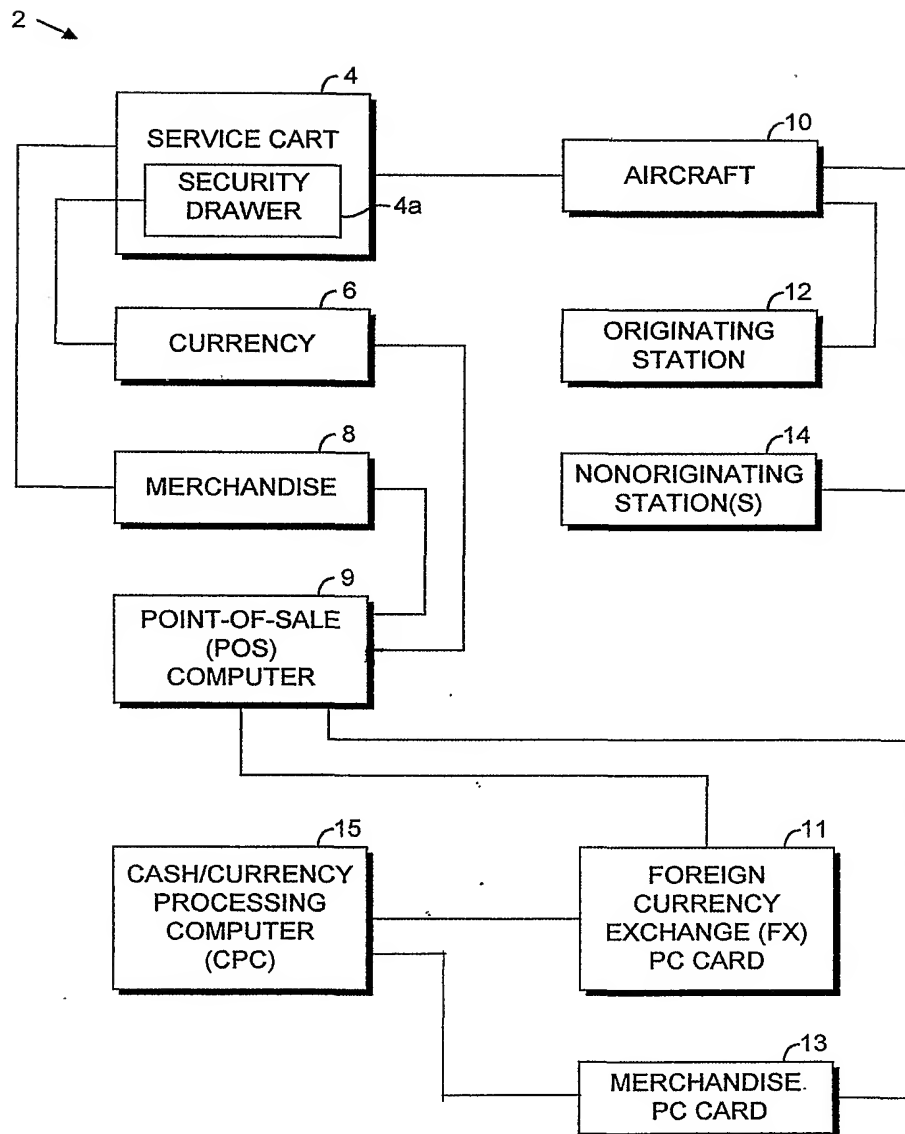 2
4
SERVICE CART
SECURITY
DRAWER
4a
10
AIRCRAFT
6
CURRENCY
12
ORIGINATING
STATION
8
MERCHANDISE
14
NONORIGINATING
STATION(S)
9
POINT-OF-SALE
(POS)
COMPUTER
15
CASH/CURRENCY
PROCESSING
COMPUTER
(CPC)
11
FOREIGN
CURRENCY
EXCHANGE (FX)
PC CARD
13
MERCHANDISE.
PC CARD